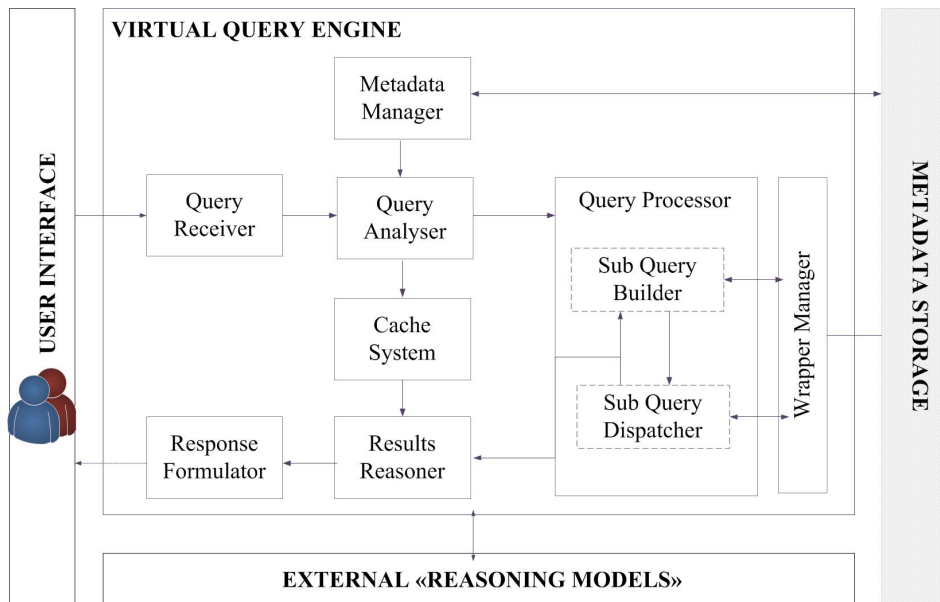 VIRTUAL QUERY ENGINE
Metadata
Manager
USER INTERFACE
Query
Receiver
Query
Analyser
Query Processor
Sub Query
Builder
Sub Query
Dispatcher
Wrapper Manager
METADATA STORAGE
Cache
System
Response
Formulator
Results
Reasoner
EXTERNAL «REASONING MODELS»